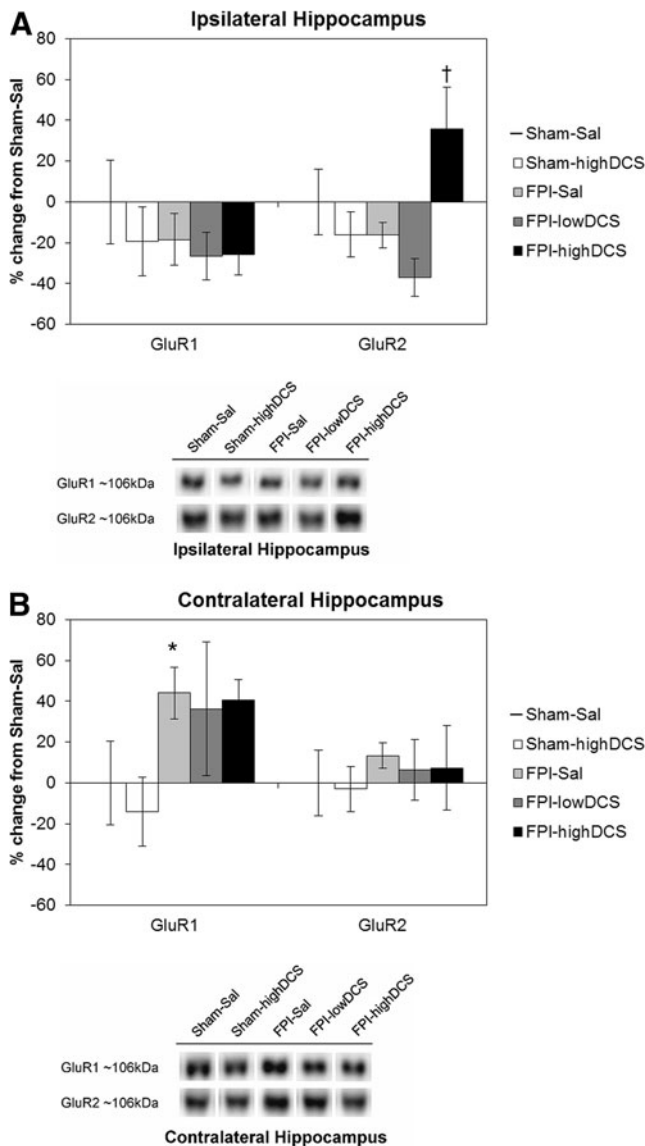 A
Ipsilateral Hippocampus
% change from Sham-Sal
80
60
40
20
0
-20
-40
-60
†
GluR1
GluR2
Sham-Sal
Sham-highDCS
FPI-Sal
FPI-lowDCS
FPI-highDCS
Sham-Sal
Sham-highDCS
FPI-Sal
FPI-lowDCS
FPI-highDCS
GluR1 ~106kDa
GluR2 ~106kDa
Ipsilateral Hippocampus
B
Contralateral Hippocampus
% change from Sham-Sal
80
60
40
20
0
-20
-40
-60
*
GluR1
GluR2
Sham-Sal
Sham-highDCS
FPI-Sal
FPI-lowDCS
FPI-highDCS
Sham-Sal
Sham-highDCS
FPI-Sal
FPI-lowDCS
FPI-highDCS
GluR1 ~106kDa
GluR2 ~106kDa
Contralateral Hippocampus